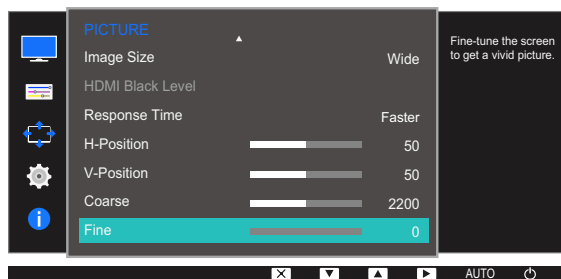 PICTURE
Image Size Wide
HDMI Black Level
Response Time Faster
H-Position 50
V-Position 50
Coarse 2200
Fine 0
Fine-tune the screen
to get a vivid picture.
AUTO